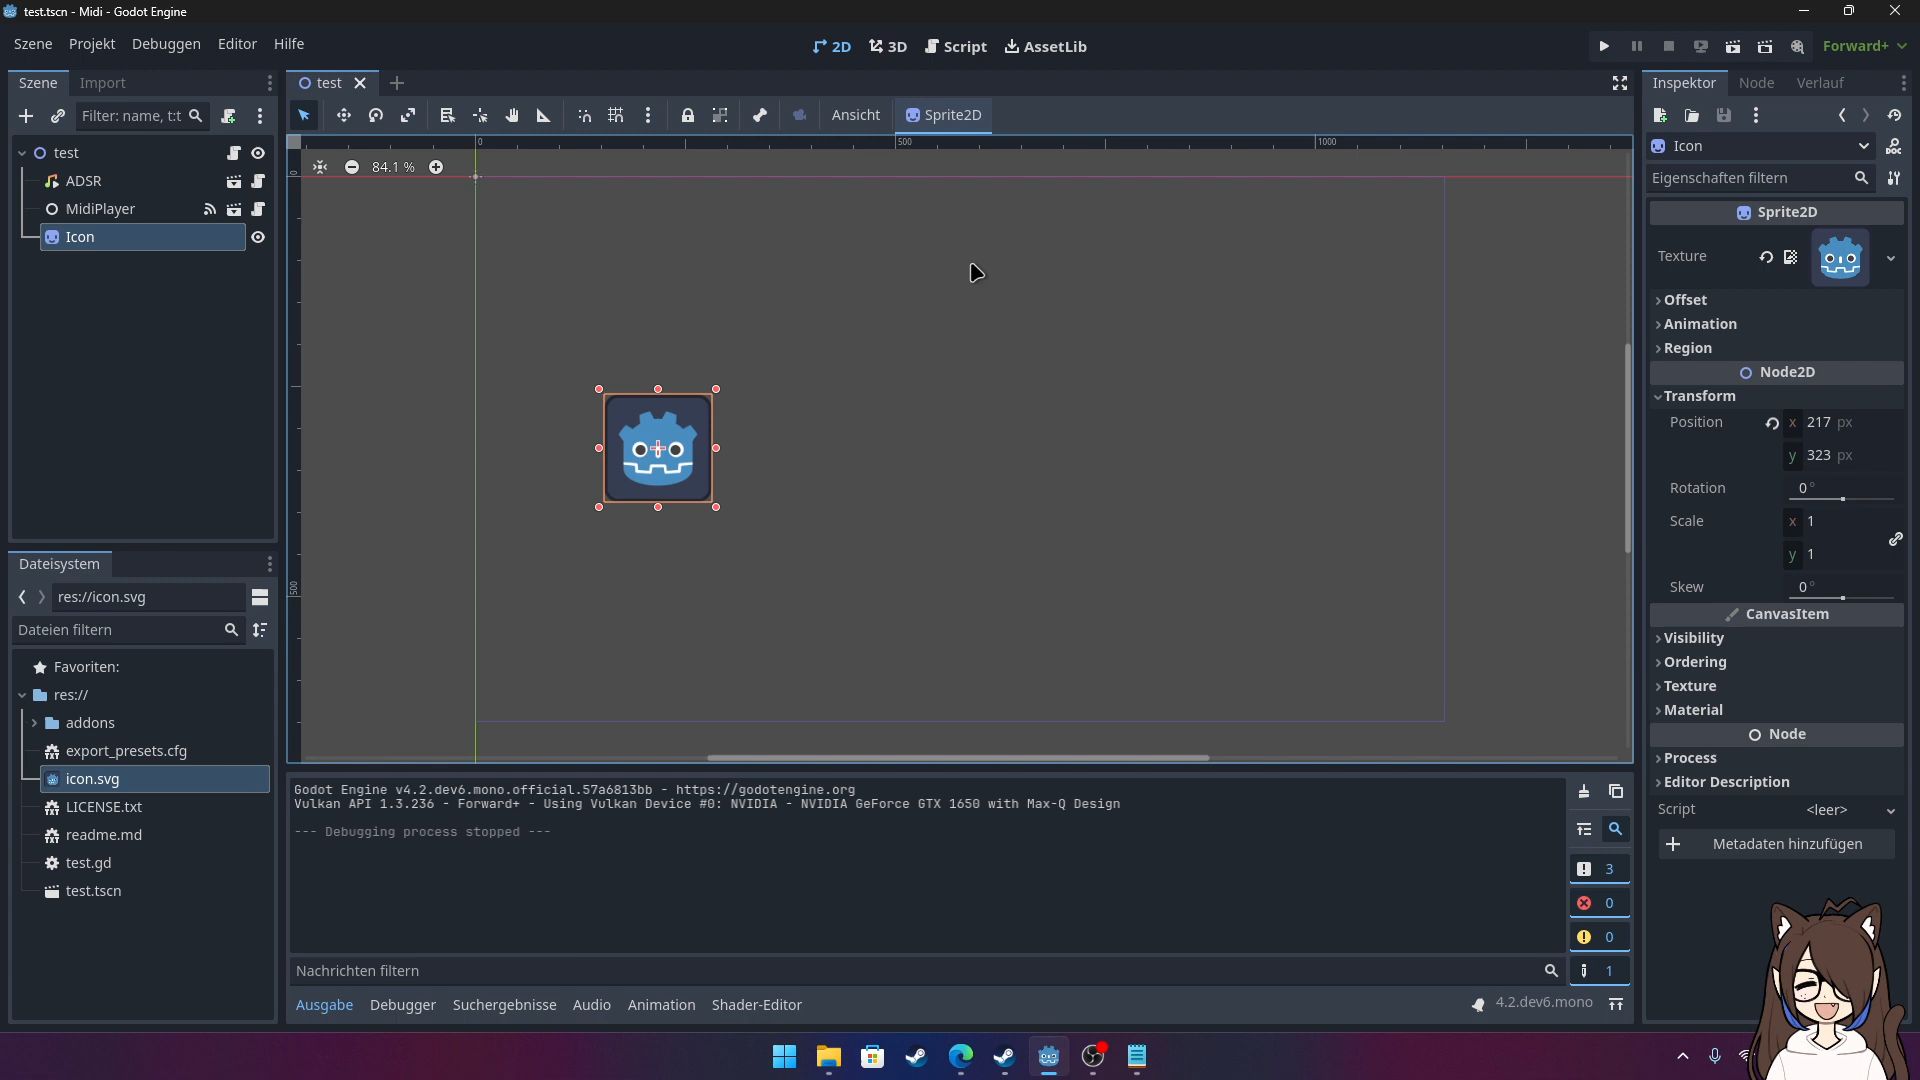 test.tscn - Midi - Godot Engine
Szene Projekt Debuggen Editor Hilfe
2D 3D Script AssetLib
Forward+
Szene Import
Filter: name, t:t
test
ADSR
MidiPlayer
Icon
test
Ansicht Sprite2D
0 500 1000
84.1 %
0
500
Dateisystem
res://icon.svg
Dateien filtern
Favoriten:
res://
addons
export_presets.cfg
icon.svg
LICENSE.txt
readme.md
test.gd
test.tscn
Godot Engine v4.2.dev6.mono.official.57a6813bb - https://godotengine.org
Vulkan API 1.3.236 - Forward+ - Using Vulkan Device #0: NVIDIA - NVIDIA GeForce GTX 1650 with Max-Q Design
--- Debugging process stopped ---
3
0
0
1
Nachrichten filtern
Ausgabe Debugger Suchergebnisse Audio Animation Shader-Editor
4.2.dev6.mono
Inspektor Node Verlauf
Icon
Eigenschaften filtern
Sprite2D
Texture
Offset
Animation
Region
Node2D
Transform
Position x 217 px
y 323 px
Rotation 0 °
Scale x 1
y 1
Skew 0 °
CanvasItem
Visibility
Ordering
Texture
Material
Node
Process
Editor Description
Script <leer>
Metadaten hinzufügen